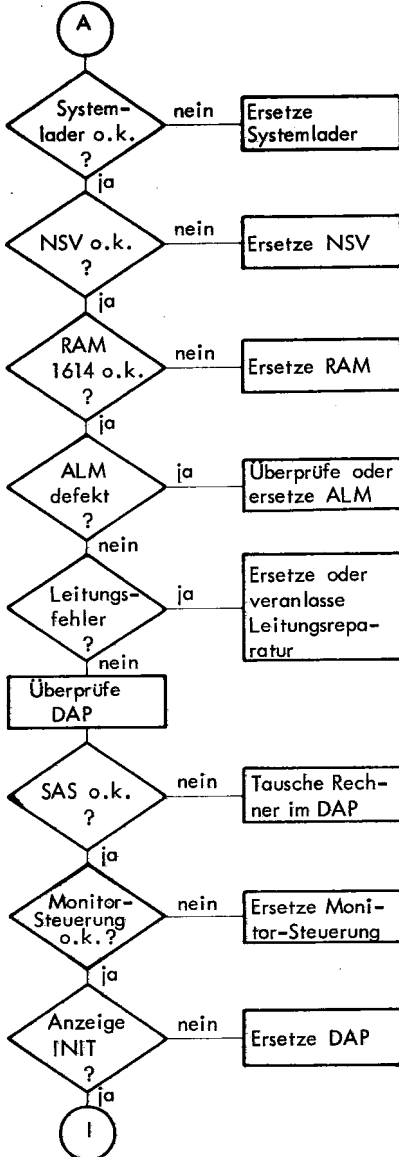 A
System-
lader o.k.
?
nein
Ersetze
Systemlader
ja
NSV o.k.
?
nein
Ersetze NSV
ja
RAM
1614 o.k.
?
nein
Ersetze RAM
ja
ALM
defekt
?
ja
Überprüfe oder
ersetze ALM
nein
Leitungs-
fehler
?
ja
Ersetze oder
veranlasse
Leitungsrepa-
ratur
nein
Überprüfe
DAP
SAS o.k.
?
nein
Tausche Rech-
ner im DAP
ja
Monitor-
Steuerung
o.k.?
nein
Ersetze Moni-
tor-Steuerung
ja
Anzeige
INIT
?
nein
Ersetze DAP
ja
I